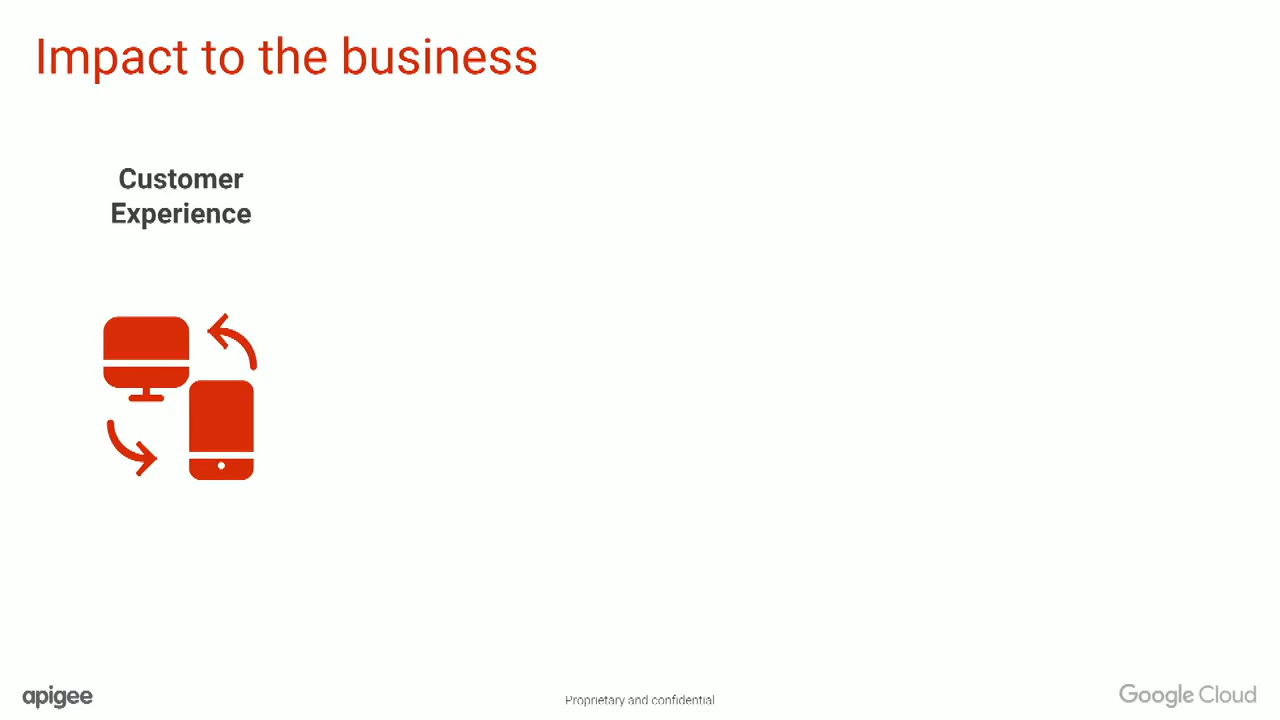 Impact to the business
Customer
Experience
apigee
Proprietary and confidential
Google Cloud